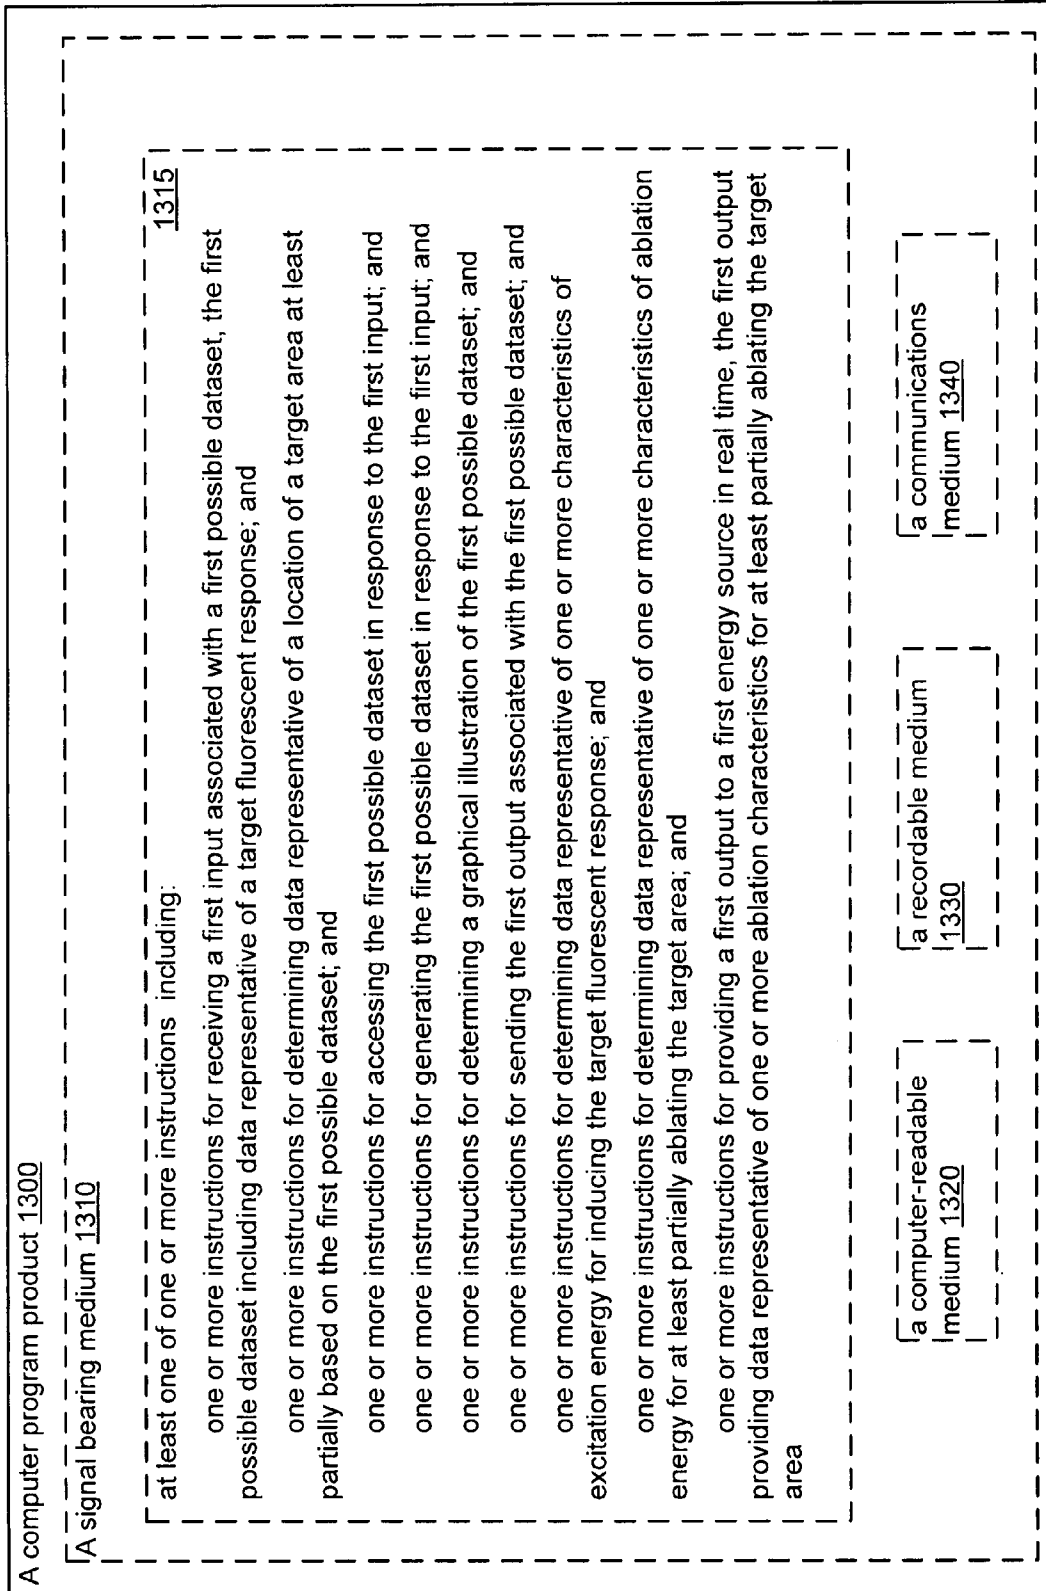 A computer program product 1300
A signal bearing medium 1310
1315
at least one of one or more instructions including:
one or more instructions for receiving a first input associated with a first possible dataset, the first
possible dataset including data representative of a target fluorescent response; and
one or more instructions for determining data representative of a location of a target area at least
partially based on the first possible dataset; and
one or more instructions for accessing the first possible dataset in response to the first input; and
one or more instructions for generating the first possible dataset in response to the first input; and
one or more instructions for determining a graphical illustration of the first possible dataset; and
one or more instructions for sending the first output associated with the first possible dataset; and
one or more instructions for determining data representative of one or more characteristics of
excitation energy for inducing the target fluorescent response; and
one or more instructions for determining data representative of one or more characteristics of ablation
energy for at least partially ablating the target area; and
one or more instructions for providing a first output to a first energy source in real time, the first output
providing data representative of one or more ablation characteristics for at least partially ablating the target
area
a computer-readable
medium 1320
a recordable medium
1330
a communications
medium 1340